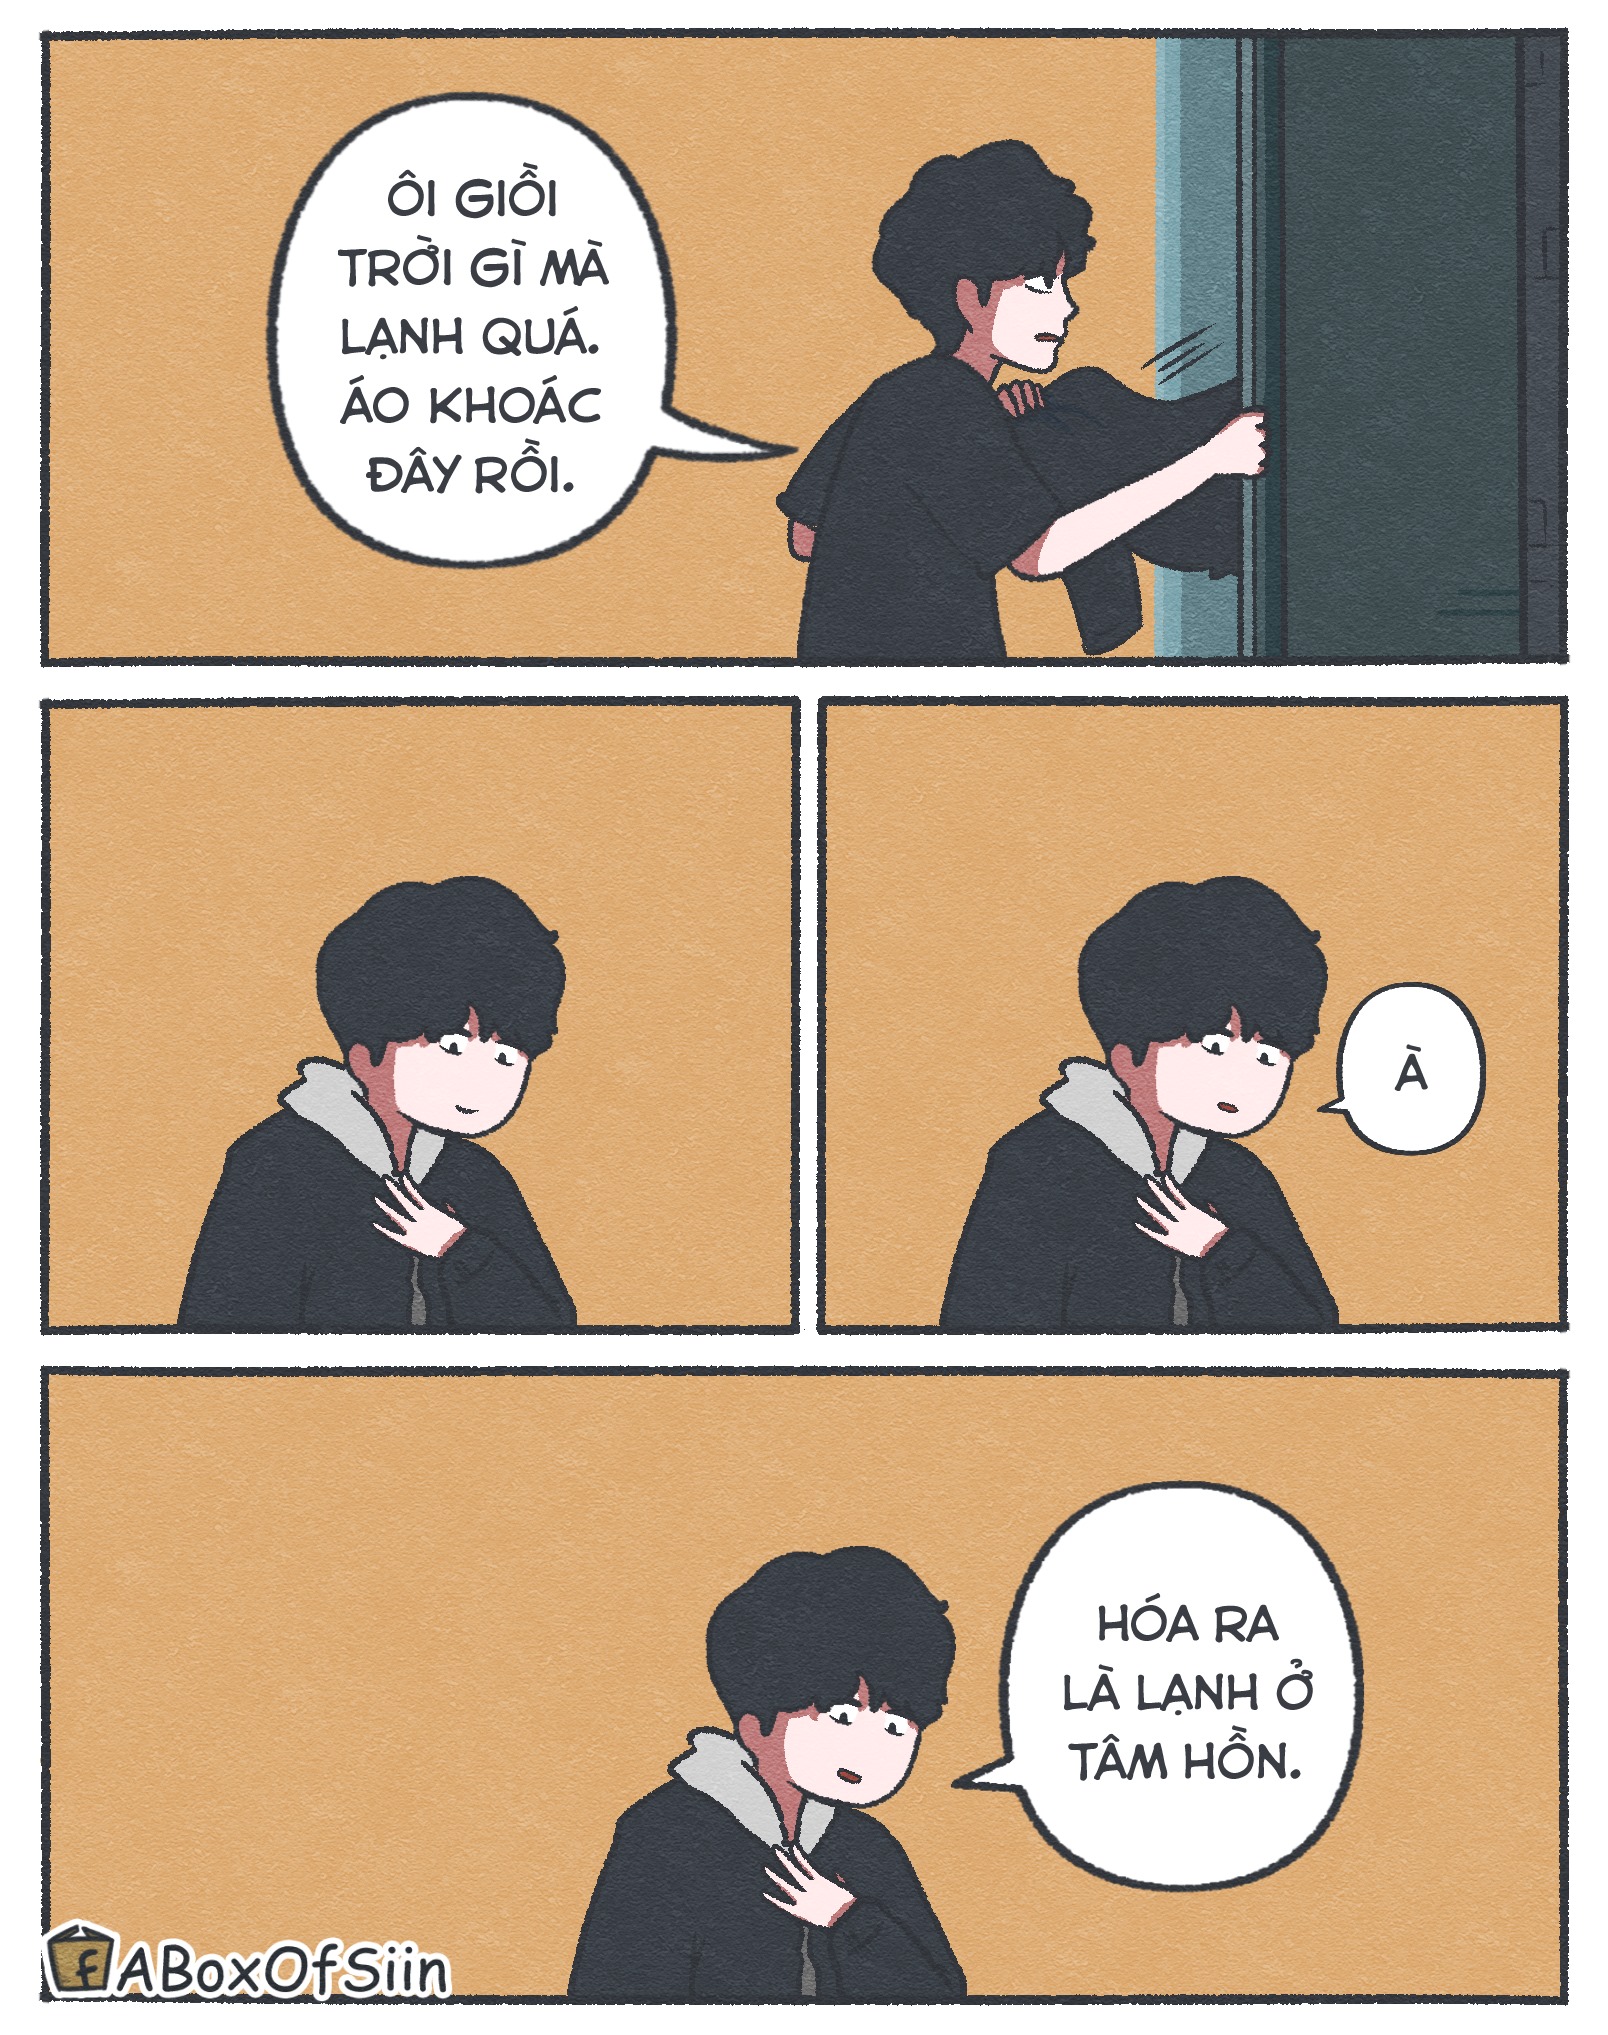 ÔI GIỒI
TRỜI GÌ MÀ
LẠNH QUÁ.
ÁO KHOÁC
ĐÂY RỒI.
À
HÓA RA
LÀ LẠNH Ở
TÂM HỒN.
f ABoxOfSiin